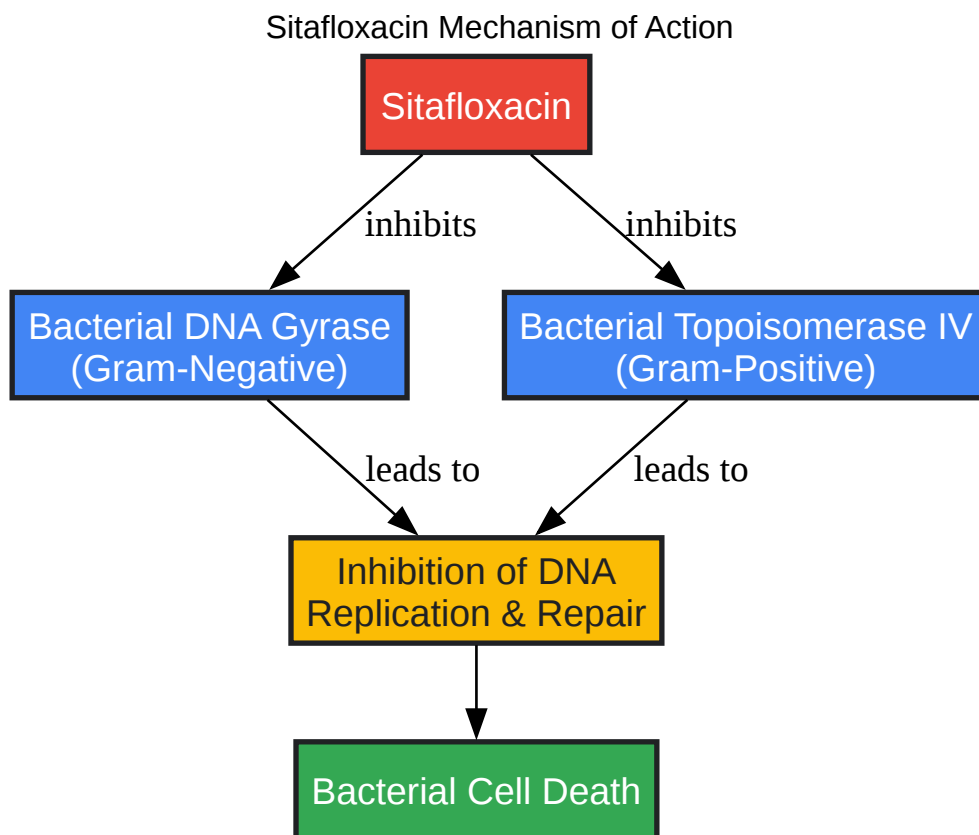 Sitafloxacin Mechanism of Action
Sitafloxacin
inhibits
inhibits
Bacterial DNA Gyrase
(Gram-Negative)
Bacterial Topoisomerase IV
(Gram-Positive)
leads to
leads to
Inhibition of DNA
Replication & Repair
Bacterial Cell Death